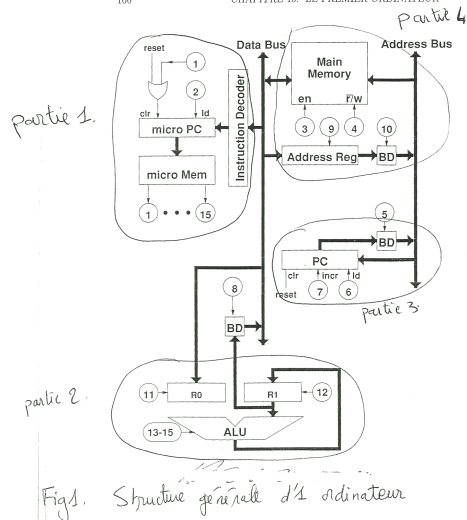 166 CHAPITRE 10. LE PREMIER ORDINATEUR
partie 4
Data Bus
Address Bus
reset
1
2
clr
ld
micro PC
micro Mem
1 • • • 15
Instruction Decoder
partie 1.
Main
Memory
en
r/w
3
9
4
10
Address Reg
BD
5
BD
PC
clr
incr
ld
reset
7
6
partie 3.
8
BD
partie 2.
11
R0
R1
12
13-15
ALU
Fig1. Structure générale d'1 ordinateur